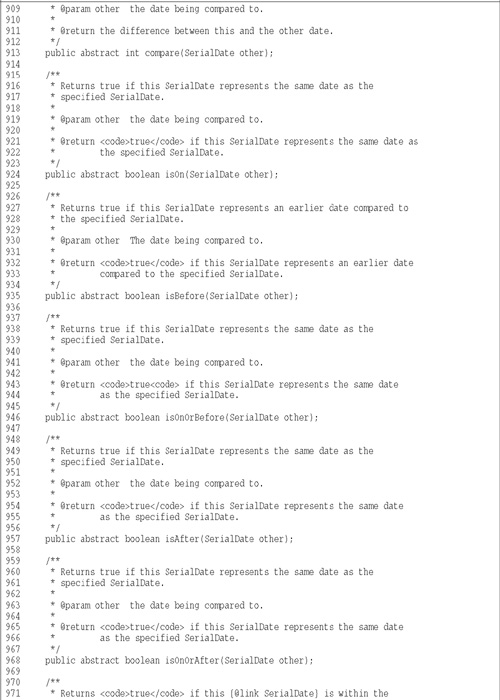 909 * @param other the date being compared to.
910 *
911 * @return the difference between this and the other date.
912 */
913 public abstract int compare(SerialDate other);
914
915 /**
916 * Returns true if this SerialDate represents the same date as the
917 * specified SerialDate.
918 *
919 * @param other the date being compared to.
920 *
921 * @return <code>true</code> if this SerialDate represents the same date as
922 * the specified SerialDate.
923 */
924 public abstract boolean isOn(SerialDate other);
925
926 /**
927 * Returns true if this SerialDate represents an earlier date compared to
928 * the specified SerialDate.
929 *
930 * @param other The date being compared to.
931 *
932 * @return <code>true</code> if this SerialDate represents an earlier date
933 * compared to the specified SerialDate.
934 */
935 public abstract boolean isBefore(SerialDate other);
936
937 /**
938 * Returns true if this SerialDate represents the same date as the
939 * specified SerialDate.
940 *
941 * @param other the date being compared to.
942 *
943 * @return <code>true<code> if this SerialDate represents the same date
944 * as the specified SerialDate.
945 */
946 public abstract boolean isOnOrBefore(SerialDate other);
947
948 /**
949 * Returns true if this SerialDate represents the same date as the
950 * specified SerialDate.
951 *
952 * @param other the date being compared to.
953 *
954 * @return <code>true</code> if this SerialDate represents the same date
955 * as the specified SerialDate.
956 */
957 public abstract boolean isAfter(SerialDate other);
958
959 /**
960 * Returns true if this SerialDate represents the same date as the
961 * specified SerialDate.
962 *
963 * @param other the date being compared to.
964 *
965 * @return <code>true</code> if this SerialDate represents the same date
966 * as the specified SerialDate.
967 */
968 public abstract boolean isOnOrAfter(SerialDate other);
969
970 /**
971 * Returns <code>true</code> if this {@link SerialDate} is within the